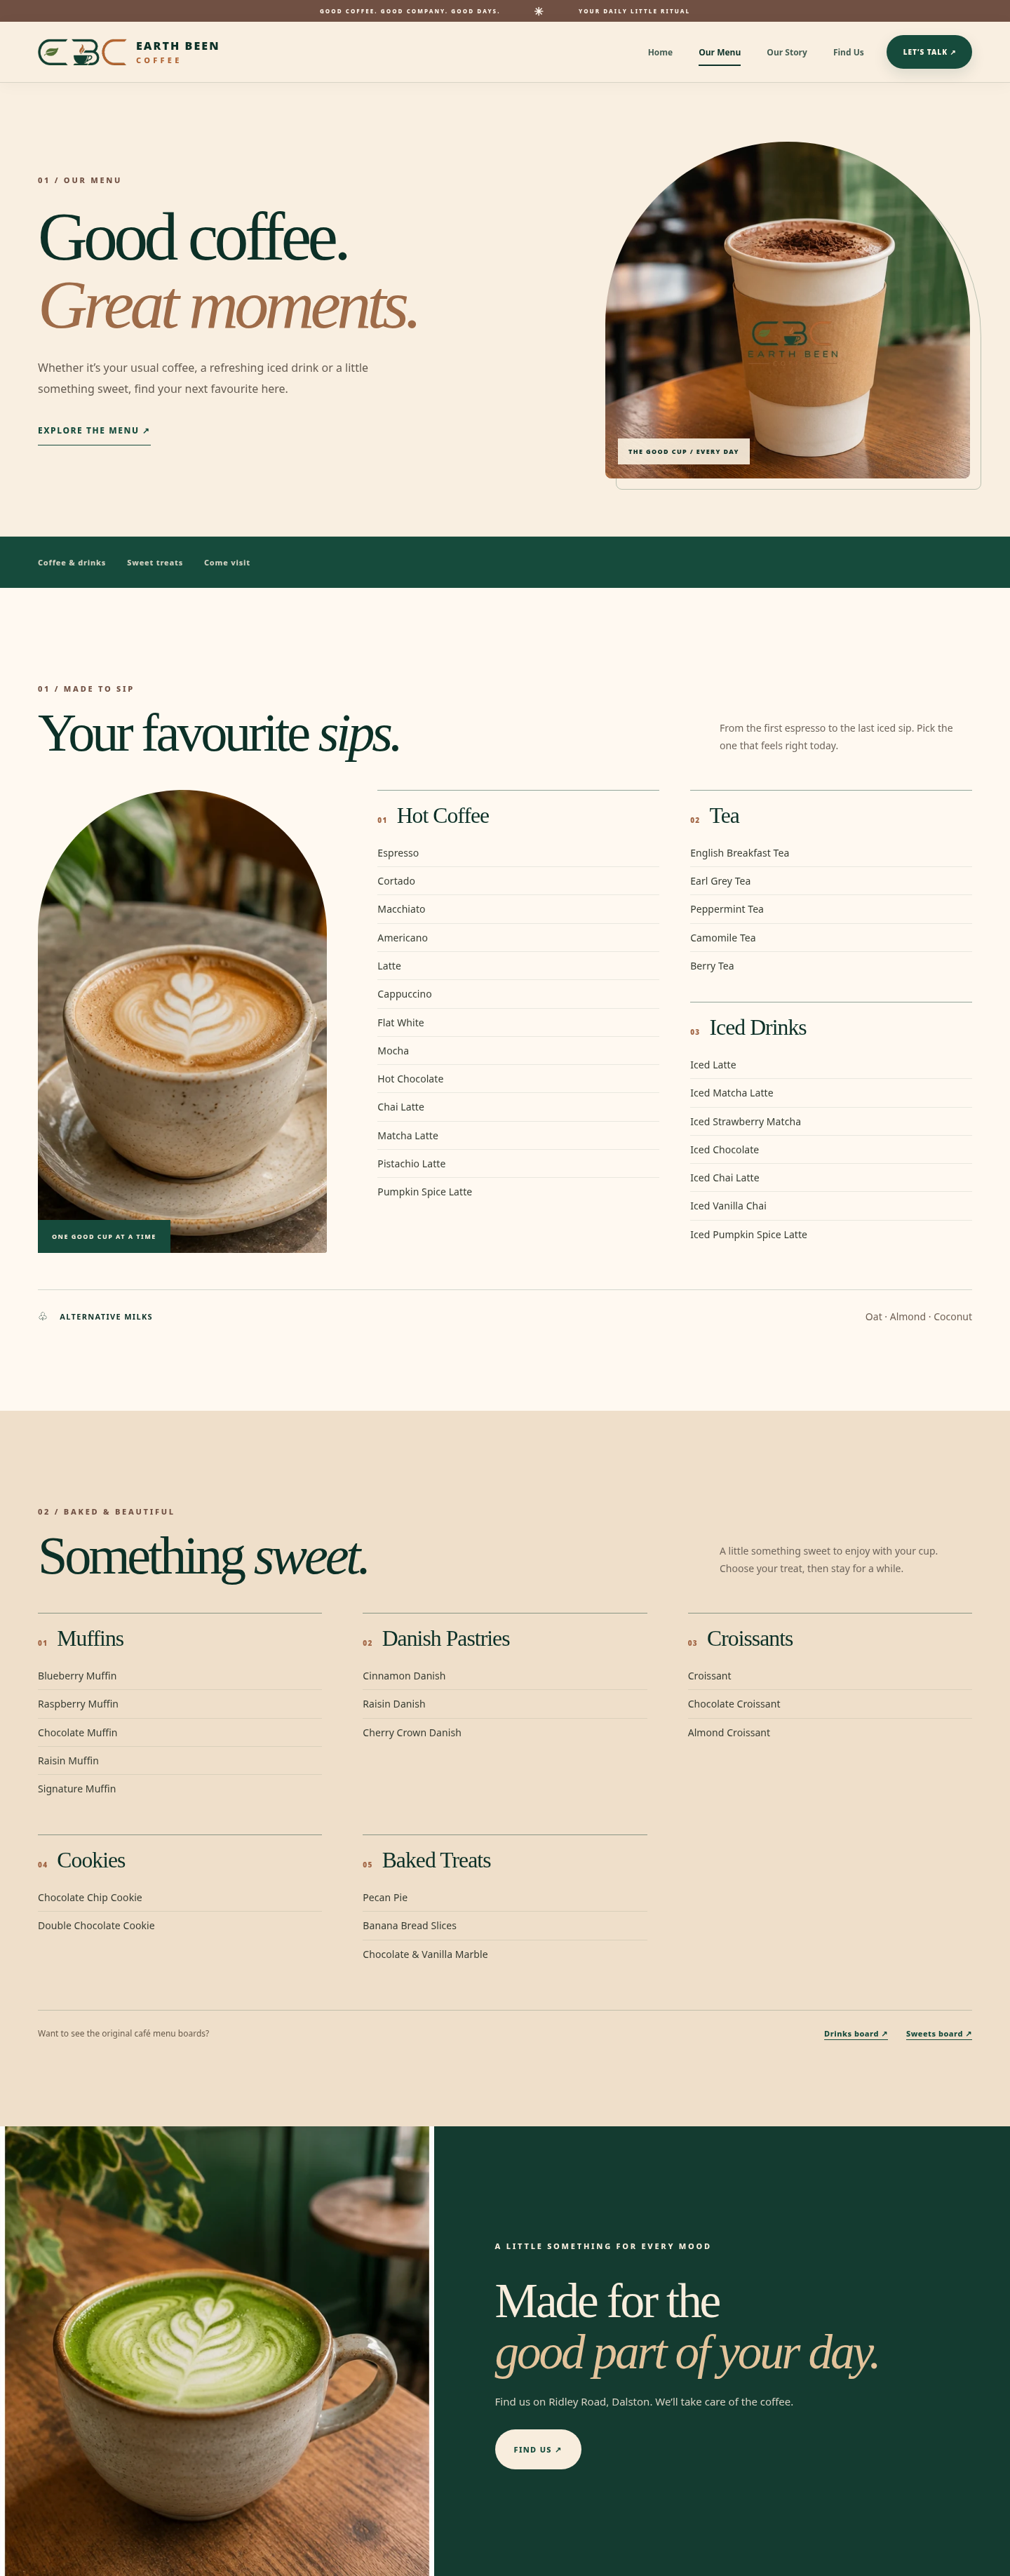 GOOD COFFEE. GOOD COMPANY. GOOD DAYS.
YOUR DAILY LITTLE RITUAL
EARTH BEEN
COFFEE
Home
Our Menu
Our Story
Find Us
LET'S TALK ↗
01 / OUR MENU
Good coffee.
Great moments.
Whether it’s your usual coffee, a refreshing iced drink or a little
something sweet, find your next favourite here.
EXPLORE THE MENU ↗
EARTH BEEN
THE GOOD CUP / EVERY DAY
Coffee & drinks
Sweet treats
Come visit
01 / MADE TO SIP
Your favourite sips.
From the first espresso to the last iced sip. Pick the
one that feels right today.
ONE GOOD CUP AT A TIME
01 Hot Coffee
Espresso
Cortado
Macchiato
Americano
Latte
Cappuccino
Flat White
Mocha
Hot Chocolate
Chai Latte
Matcha Latte
Pistachio Latte
Pumpkin Spice Latte
02 Tea
English Breakfast Tea
Earl Grey Tea
Peppermint Tea
Camomile Tea
Berry Tea
03 Iced Drinks
Iced Latte
Iced Matcha Latte
Iced Strawberry Matcha
Iced Chocolate
Iced Chai Latte
Iced Vanilla Chai
Iced Pumpkin Spice Latte
ALTERNATIVE MILKS
Oat · Almond · Coconut
02 / BAKED & BEAUTIFUL
Something sweet.
A little something sweet to enjoy with your cup.
Choose your treat, then stay for a while.
01 Muffins
Blueberry Muffin
Raspberry Muffin
Chocolate Muffin
Raisin Muffin
Signature Muffin
02 Danish Pastries
Cinnamon Danish
Raisin Danish
Cherry Crown Danish
03 Croissants
Croissant
Chocolate Croissant
Almond Croissant
04 Cookies
Chocolate Chip Cookie
Double Chocolate Cookie
05 Baked Treats
Pecan Pie
Banana Bread Slices
Chocolate & Vanilla Marble
Want to see the original café menu boards?
Drinks board ↗
Sweets board ↗
A LITTLE SOMETHING FOR EVERY MOOD
Made for the
good part of your day.
Find us on Ridley Road, Dalston. We’ll take care of the coffee.
FIND US ↗